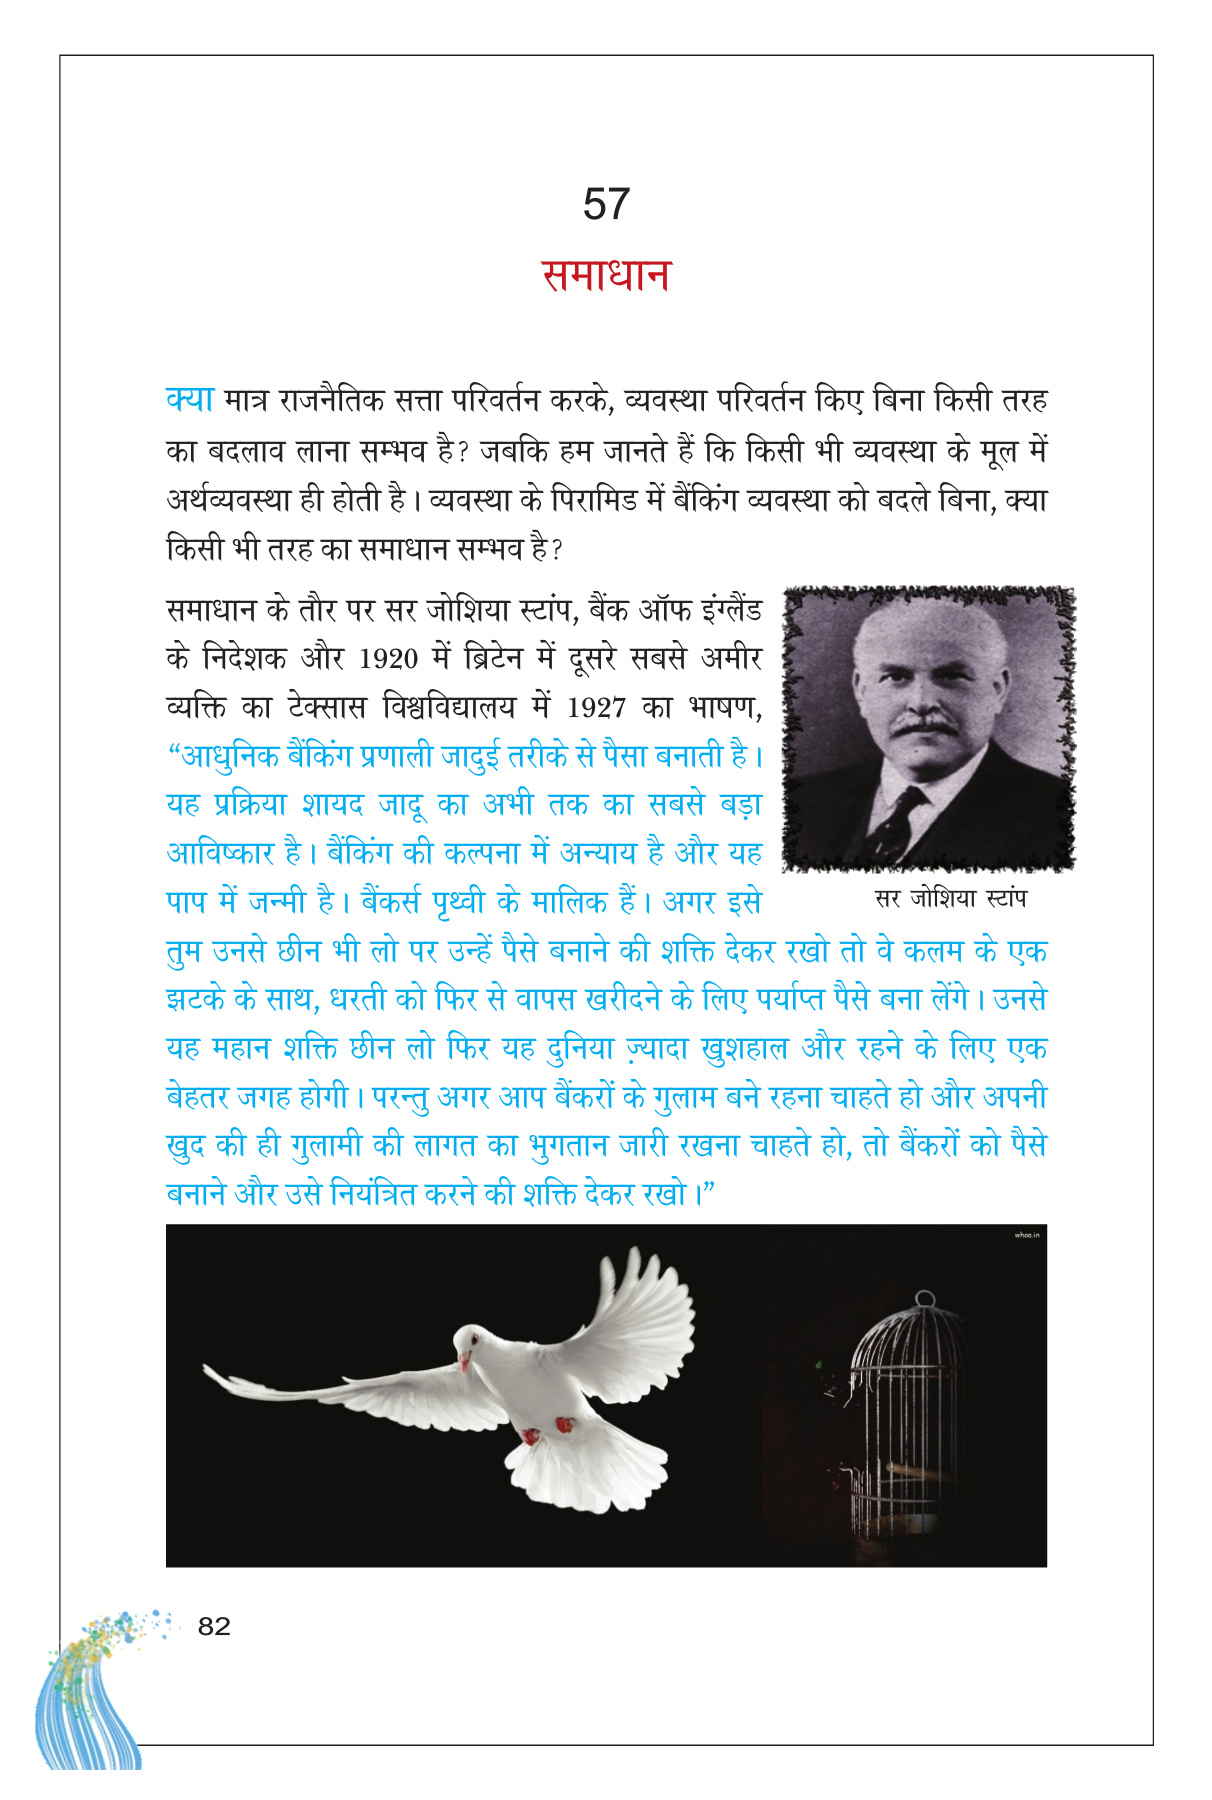 57
समाधान
क्या मात्र राजनैतिक सत्ता परिवर्तन करके, व्यवस्था परिवर्तन किए बिना किसी तरह
का बदलाव लाना सम्भव है? जबकि हम जानते हैं कि किसी भी व्यवस्था के मूल में
अर्थव्यवस्था ही होती है। व्यवस्था के पिरामिड में बैंकिंग व्यवस्था को बदले बिना, क्या
किसी भी तरह का समाधान सम्भव है?
समाधान के तौर पर सर जोशिया स्टांप, बैंक ऑफ इंग्लैंड
के निदेशक और 1920 में ब्रिटेन में दूसरे सबसे अमीर
व्यक्ति का टेक्सास विश्वविद्यालय में 1927 का भाषण,
“आधुनिक बैंकिंग प्रणाली जादुई तरीके से पैसा बनाती है।
यह प्रक्रिया शायद जादू का अभी तक का सबसे बड़ा
आविष्कार है। बैंकिंग की कल्पना में अन्याय है और यह
पाप में जन्मी है। बैंकर्स पृथ्वी के मालिक हैं। अगर इसे
सर जोशिया स्टांप
तुम उनसे छीन भी लो पर उन्हें पैसे बनाने की शक्ति देकर रखो तो वे कलम के एक
झटके के साथ, धरती को फिर से वापस खरीदने के लिए पर्याप्त पैसे बना लेंगे। उनसे
यह महान शक्ति छीन लो फिर यह दुनिया ज़्यादा खुशहाल और रहने के लिए एक
बेहतर जगह होगी। परन्तु अगर आप बैंकरों के गुलाम बने रहना चाहते हो और अपनी
खुद की ही गुलामी की लागत का भुगतान जारी रखना चाहते हो, तो बैंकरों को पैसे
बनाने और उसे नियंत्रित करने की शक्ति देकर रखो।”
whoa.in
82